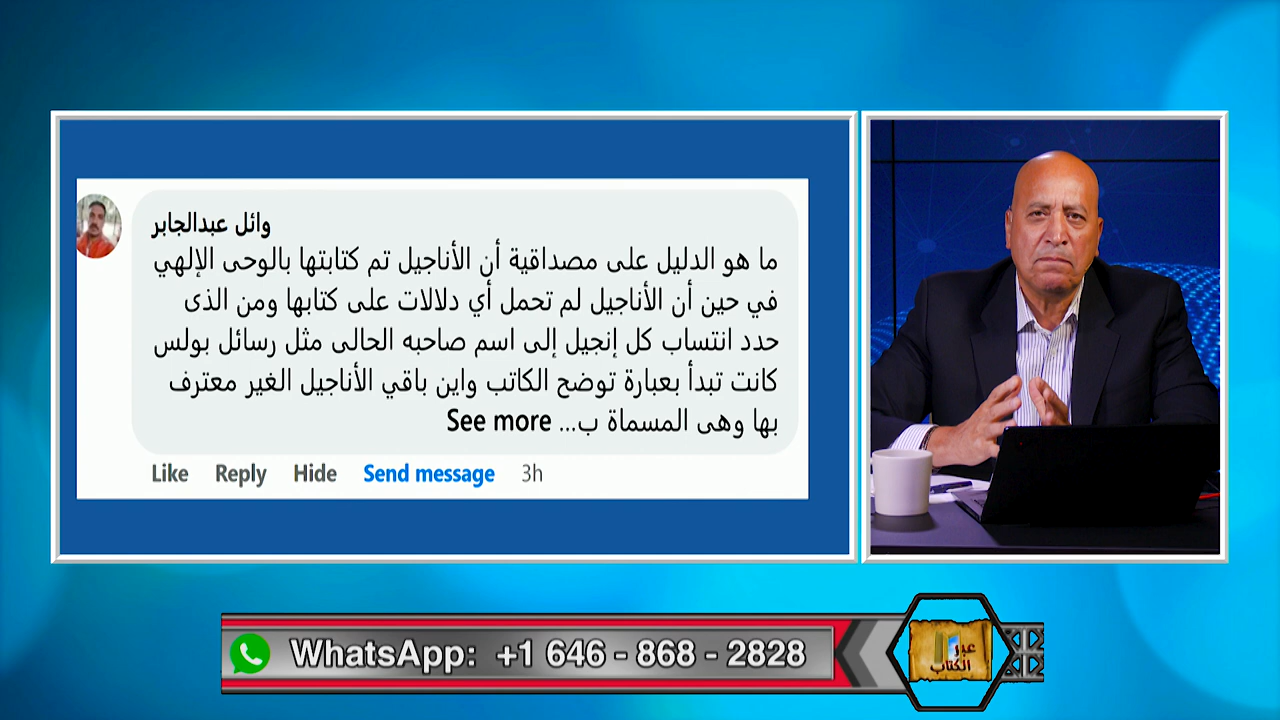 وائل عبدالجابر
ما هو الدليل على مصداقية أن الأناجيل تم كتابتها بالوحى الإلهي
في حين أن الأناجيل لم تحمل أي دلالات على كتابها ومن الذى
حدد انتساب كل إنجيل إلى اسم صاحبه الحالى مثل رسائل بولس
كانت تبدأ بعبارة توضح الكاتب واين باقي الأناجيل الغير معترف
بها وهى المسماة ب... See more
Like Reply Hide Send message 3h
WhatsApp: +1 646 - 868 - 2828
عبر
الكتاب